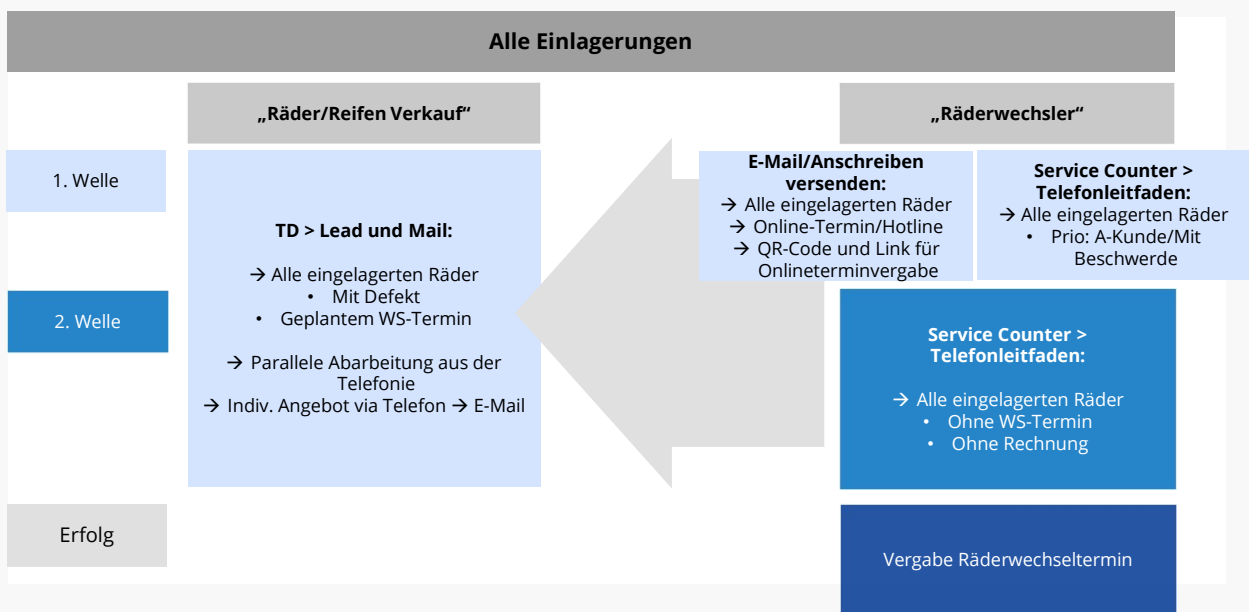 Alle Einlagerungen
„Räder/Reifen Verkauf“
„Räderwechsler“
1. Welle
2. Welle
Erfolg
TD > Lead und Mail:
→ Alle eingelagerten Räder
• Mit Defekt
• Geplantem WS-Termin
→ Parallele Abarbeitung aus der
Telefonie
→ Indiv. Angebot via Telefon → E-Mail
E-Mail/Anschreiben
versenden:
→ Alle eingelagerten Räder
→ Online-Termin/Hotline
→ QR-Code und Link für
Onlineterminvergabe
Service Counter >
Telefonleitfaden:
→ Alle eingelagerten Räder
• Prio: A-Kunde/Mit
Beschwerde
Service Counter >
Telefonleitfaden:
→ Alle eingelagerten Räder
• Ohne WS-Termin
• Ohne Rechnung
Vergabe Räderwechseltermin